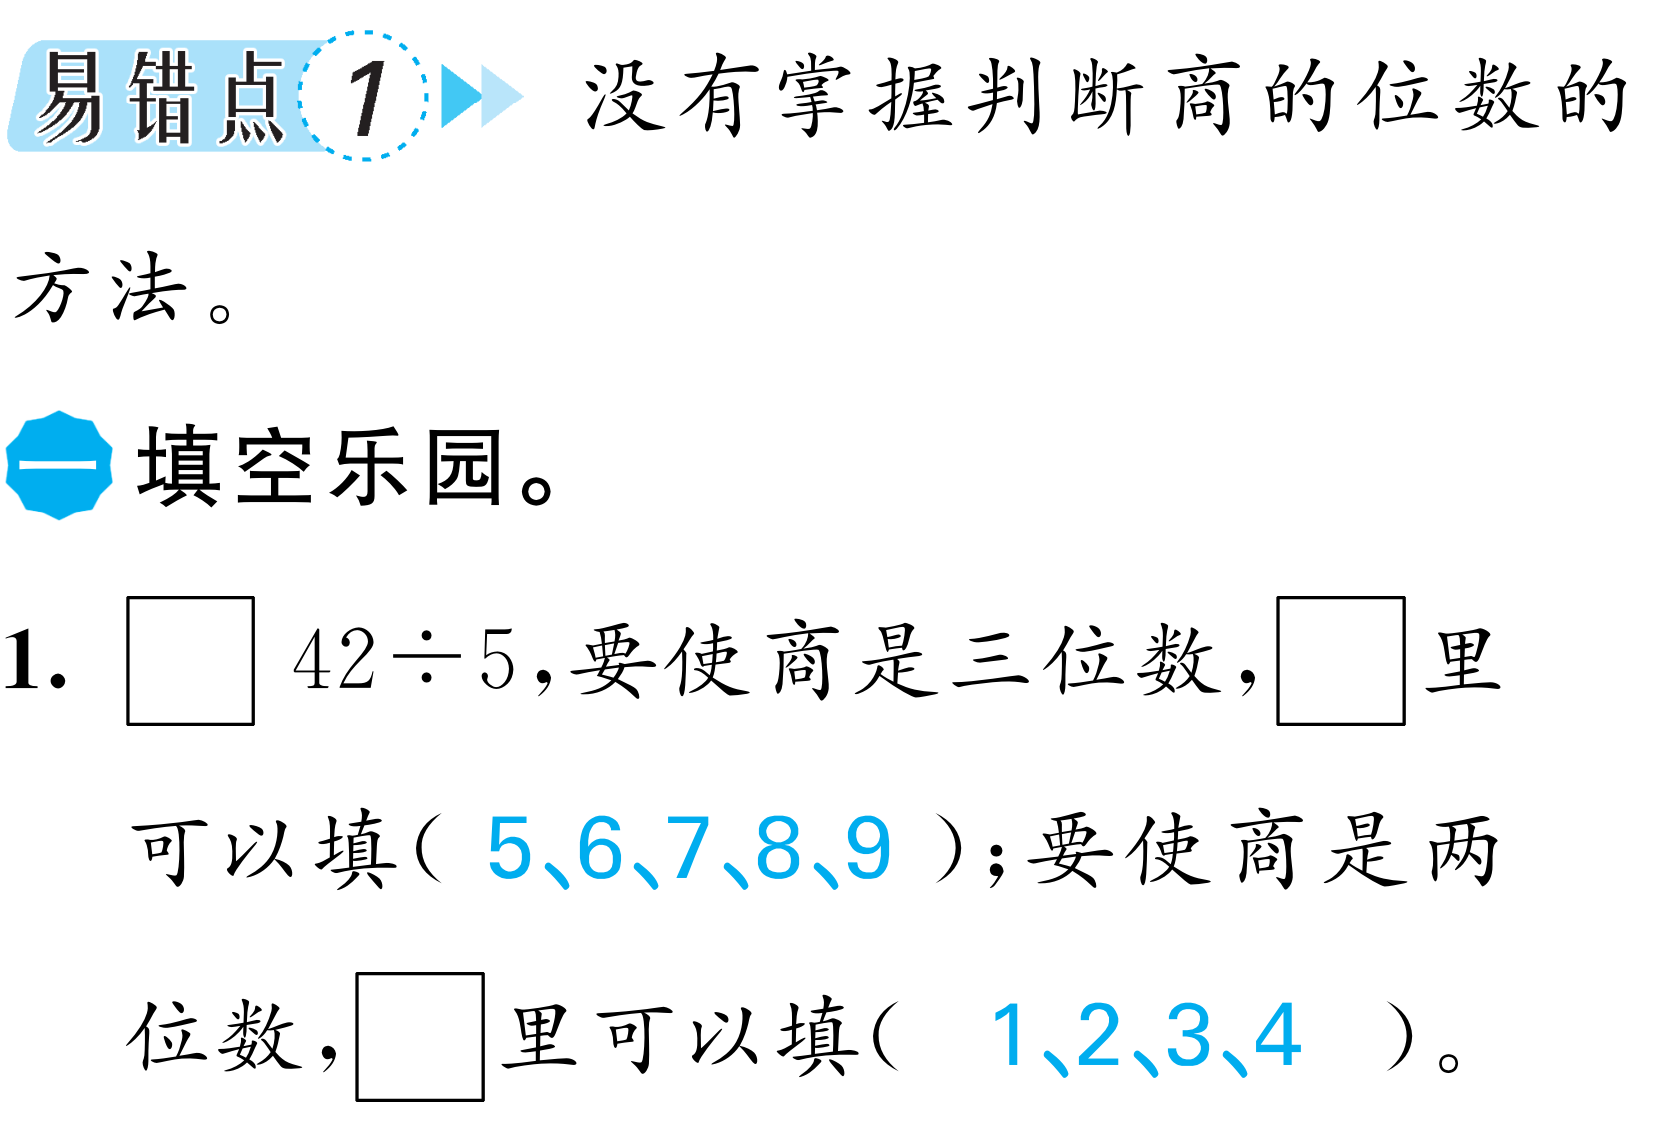 易错点1 没有掌握判断商的位数的
方法。
一 填空乐园。
1. □42÷5,要使商是三位数,□里
可以填( 5、6、7、8、9 );要使商是两
位数,□里可以填( 1、2、3、4 )。